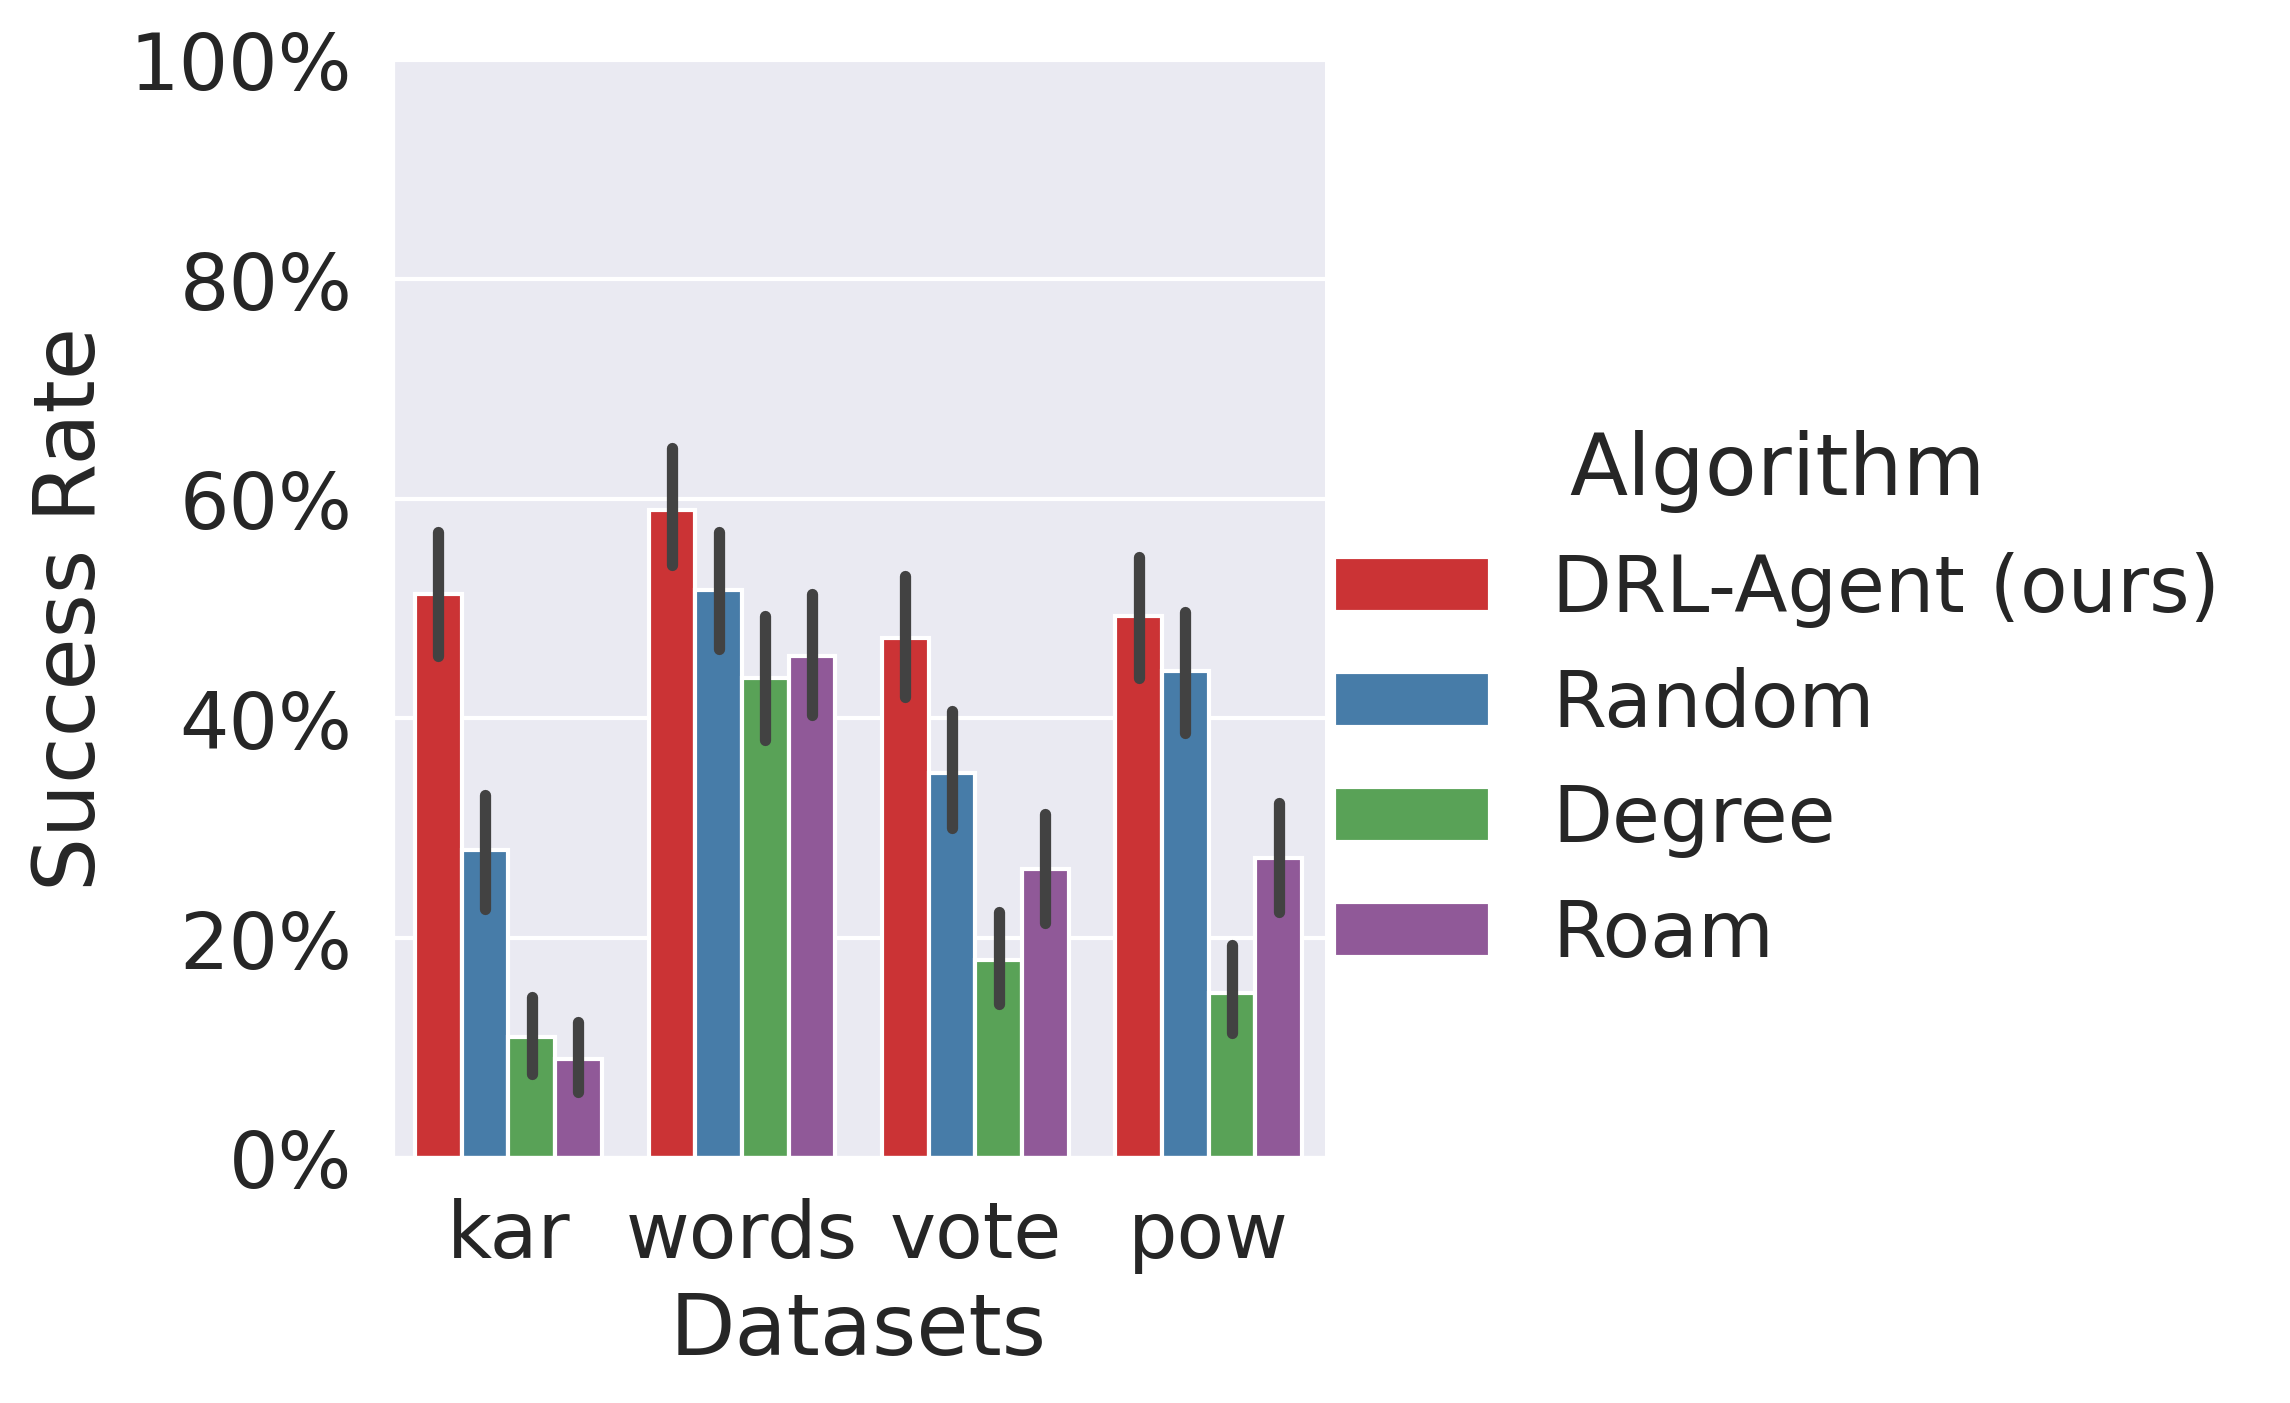 100%
80%
60%
40%
20%
0%
Success Rate
kar words vote pow
Datasets
Algorithm
DRL-Agent (ours)
Random
Degree
Roam